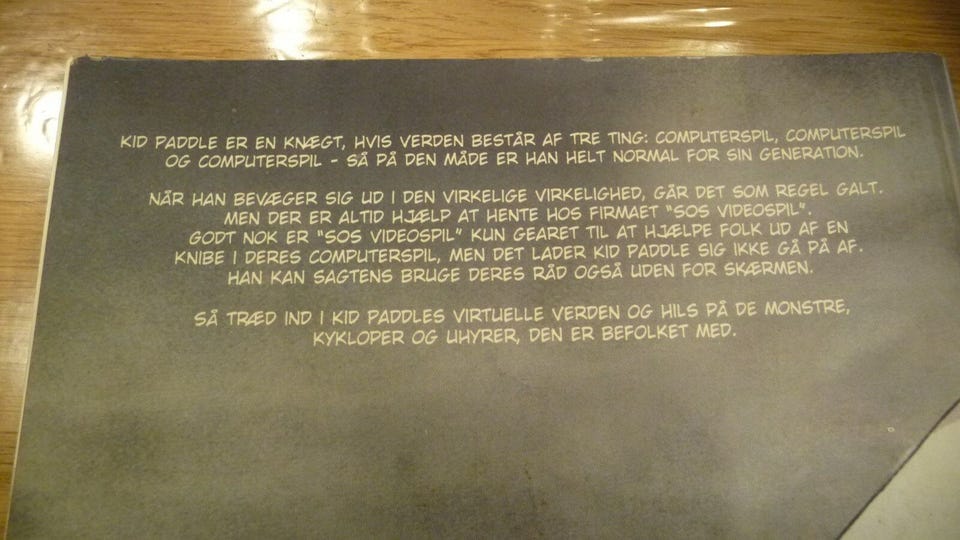 KID PADDLE ER EN KNÆGT, HVIS VERDEN BESTÅR AF TRE TING: COMPUTERSPIL, COMPUTERSPIL
OG COMPUTERSPIL - SÅ PÅ DEN MÅDE ER HAN HELT NORMAL FOR SIN GENERATION.
NÅR HAN BEVÆGER SIG UD I DEN VIRKELIGE VIRKELIGHED, GÅR DET SOM REGEL GALT.
MEN DER ER ALTID HJÆLP AT HENTE HOS FIRMAET "SOS VIDEOSPIL".
GODT NOK ER "SOS VIDEOSPIL" KUN GEARET TIL AT HJÆLPE FOLK UD AF EN
KNIBE I DERES COMPUTERSPIL, MEN DET LADER KID PADDLE SIG IKKE GÅ PÅ AF.
HAN KAN SAGTENS BRUGE DERES RÅD OGSÅ UDEN FOR SKÆRMEN.
SÅ TRÆD IND I KID PADDLES VIRTUELLE VERDEN OG HILS PÅ DE MONSTRE,
KYKLOPER OG UHYRER, DEN ER BEFOLKET MED.